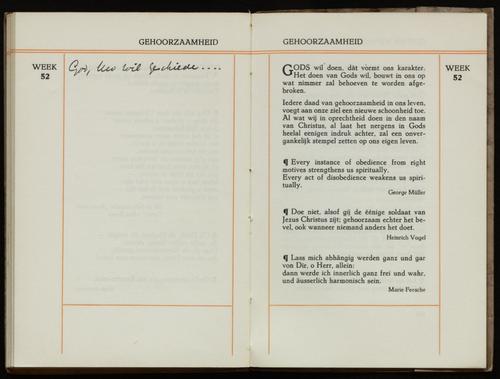 GEHOORZAAMHEID
WEEK
52
God, Uw wil geschiede....
GEHOORZAAMHEID
WEEK
52
GODS wil doen, dàt vormt ons karakter.
Het doen van Gods wil, bouwt in ons op
wat nimmer zal behoeven te worden afge-
broken.
Iedere daad van gehoorzaamheid in ons leven,
voegt aan onze ziel een nieuwe schoonheid toe.
Al wat wij in oprechtheid doen in den naam
van Christus, al laat het nergens in Gods
heelal eenigen indruk achter, zal een onver-
gankelijk stempel zetten op ons eigen leven.
¶ Every instance of obedience from right
motives strengthens us spiritually.
Every act of disobedience weakens us spiri-
tually.
George Müller
¶ Doe niet, alsof gij de éénige soldaat van
Jezus Christus zijt; gehoorzaam echter het be-
vel, ook wanneer niemand anders het doet.
Heinrich Vogel
¶ Lass mich abhängig werden ganz und gar
von Dir, o Herr, allein:
dann werde ich innerlich ganz frei und wahr,
und äusserlich harmonisch sein.
Marie Fersche